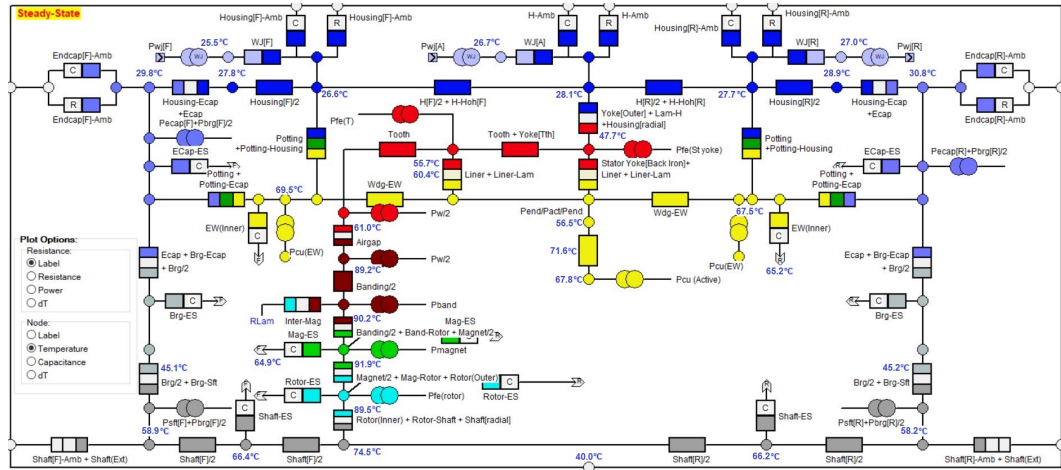 Steady-State
Housing[F]-Amb
C
R
Housing[F]-Amb
H-Amb
C
R
H-Amb
Housing[R]-Amb
C
R
Housing[R]-Amb
Endcap[F]-Amb
C
R
Endcap[F]-Amb
Pwj[F]
WJ
25.5°C
WJ[F]
Pwj[A]
WJ
26.7°C
WJ[A]
WJ[R]
27.0°C
WJ
Pwj[R]
Endcap[R]-Amb
C
R
Endcap[R]-Amb
29.8°C
27.8°C
26.6°C
28.1°C
27.7°C
28.9°C
30.8°C
Housing-Ecap
+Ecap
Housing[F]/2
H[F]/2 + H-Hoh[F]
H[R]/2 + H-Hoh[R]
Housing[R]/2
Housing-Ecap
+Ecap
Pecap[F]+Pbrg[F]/2
Pfe(T)
Yoke[Outer] + Lam-H
+Housing[radial]
47.7°C
Potting
+Potting-Housing
Tooth
Tooth + Yoke[Tth]
Pfe(St yoke)
Potting
+Potting-Housing
ECap-ES
C
F
55.7°C
60.4°C
Liner + Liner-Lam
Stator Yoke[Back Iron]+
Liner + Liner-Lam
ECap-ES
C
R
Pecap[R]+Pbrg[R]/2
Potting +
Potting-Ecap
69.5°C
Wdg-EW
Wdg-EW
67.5°C
Potting +
Potting-Ecap
EW(Inner)
C
F
Pcu(EW)
Pw/2
61.0°C
Pend/Pact/Pend
56.5°C
Pcu(EW)
EW(Inner)
C
R
65.2°C
Plot Options:
Resistance:
Label
Resistance
Power
dT
Node:
Label
Temperature
Capacitance
dT
Airgap
Pw/2
89.2°C
71.6°C
67.8°C
Pcu (Active)
Ecap + Brg-Ecap
+ Brg/2
Ecap + Brg-Ecap
+ Brg/2
Banding/2
C
F
Brg-ES
RLam
Inter-Mag
Pband
90.2°C
Mag-ES
R
C
Brg-ES
Banding/2 + Band-Rotor + Magnet/2
Mag-ES
C
F
64.9°C
Pmagnet
C
R
45.1°C
Brg/2 + Brg-Sft
91.9°C
Magnet/2 + Mag-Rotor + Rotor(Outer)
45.2°C
Brg/2 + Brg-Sft
Rotor-ES
C
F
Pfe(rotor)
C
Rotor-ES
R
Psft[F]+Pbrg[F]/2
F
C
Shaft-ES
89.5°C
Rotor(Inner) + Rotor-Shaft + Shaft[radial]
R
C
Shaft-ES
Psft[R]+Pbrg[R]/2
58.9°C
66.4°C
74.5°C
40.0°C
66.2°C
58.2°C
Shaft[F]-Amb + Shaft(Ext)
Shaft[F]/2
Shaft[F]/2
Shaft[R]/2
Shaft[R]/2
Shaft[R]-Amb + Shaft(Ext)